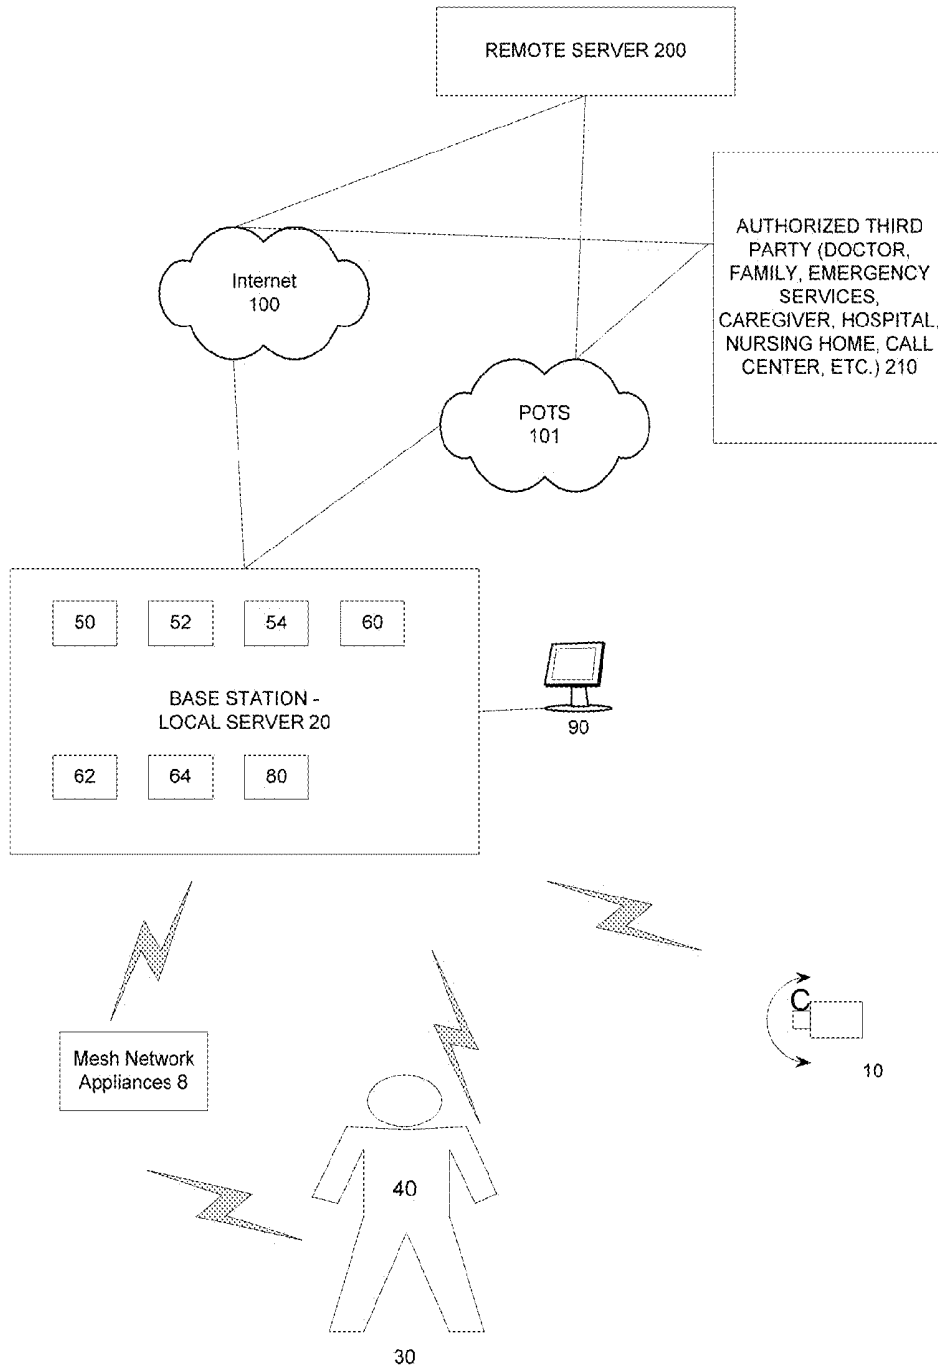 REMOTE SERVER 200
AUTHORIZED THIRD
PARTY (DOCTOR,
FAMILY, EMERGENCY
SERVICES,
CAREGIVER, HOSPITAL,
NURSING HOME, CALL
CENTER, ETC.) 210
Internet
100
POTS
101
50
52
54
60
BASE STATION -
LOCAL SERVER 20
62
64
80
90
C
10
Mesh Network
Appliances 8
40
30